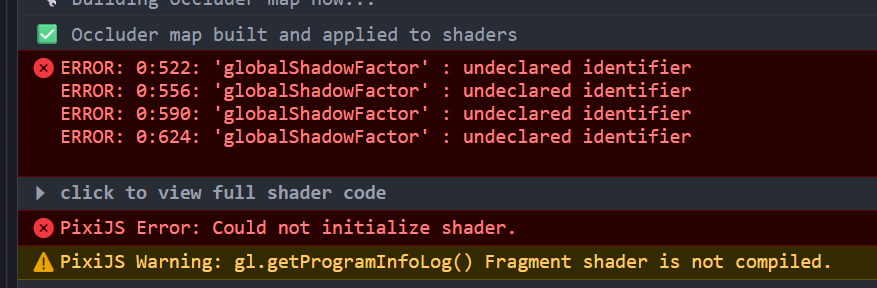 Building Occluder map now...
Occluder map built and applied to shaders
ERROR: 0:522: 'globalShadowFactor' : undeclared identifier
ERROR: 0:556: 'globalShadowFactor' : undeclared identifier
ERROR: 0:590: 'globalShadowFactor' : undeclared identifier
ERROR: 0:624: 'globalShadowFactor' : undeclared identifier
click to view full shader code
PixiJS Error: Could not initialize shader.
PixiJS Warning: gl.getProgramInfoLog() Fragment shader is not compiled.